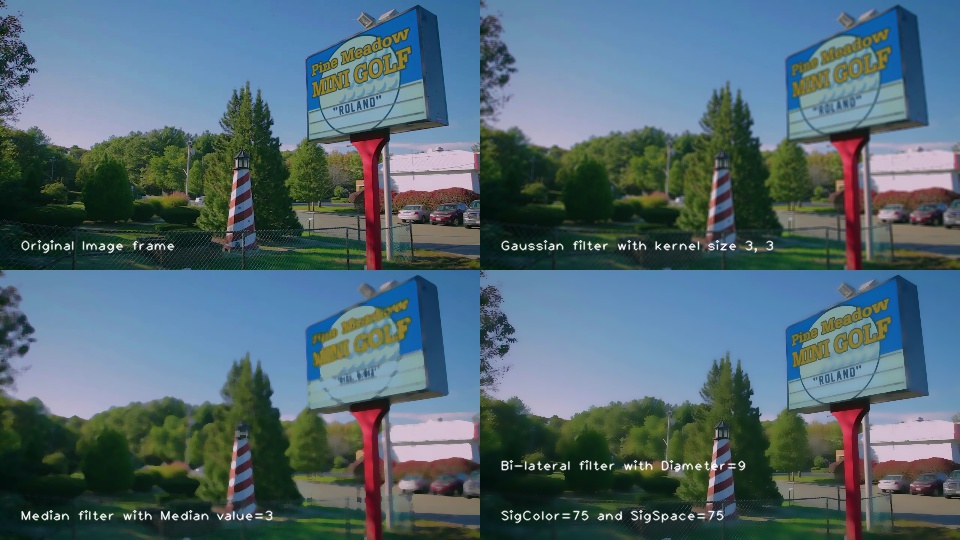 Pine Meadow
MINI GOLF
"ROLAND"
Original Image frame
Pine Meadow
MINI GOLF
"ROLAND"
Gaussian filter with kernel size 3, 3
Pine Meadow
MINI GOLF
Median filter with Median value=3
Pine Meadow
MINI GOLF
"ROLAND"
Bi-lateral filter with Diameter=9
SigColor=75 and SigSpace=75